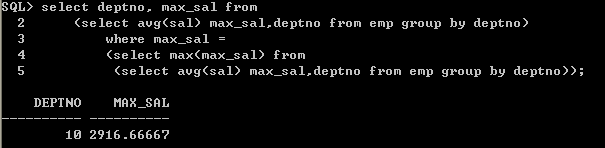 SQL> select deptno, max_sal from
2 (select avg(sal) max_sal,deptno from emp group by deptno)
3 where max_sal =
4 (select max(max_sal) from
5 (select avg(sal) max_sal,deptno from emp group by deptno));
DEPTNO MAX_SAL
---------- ----------
10 2916.66667